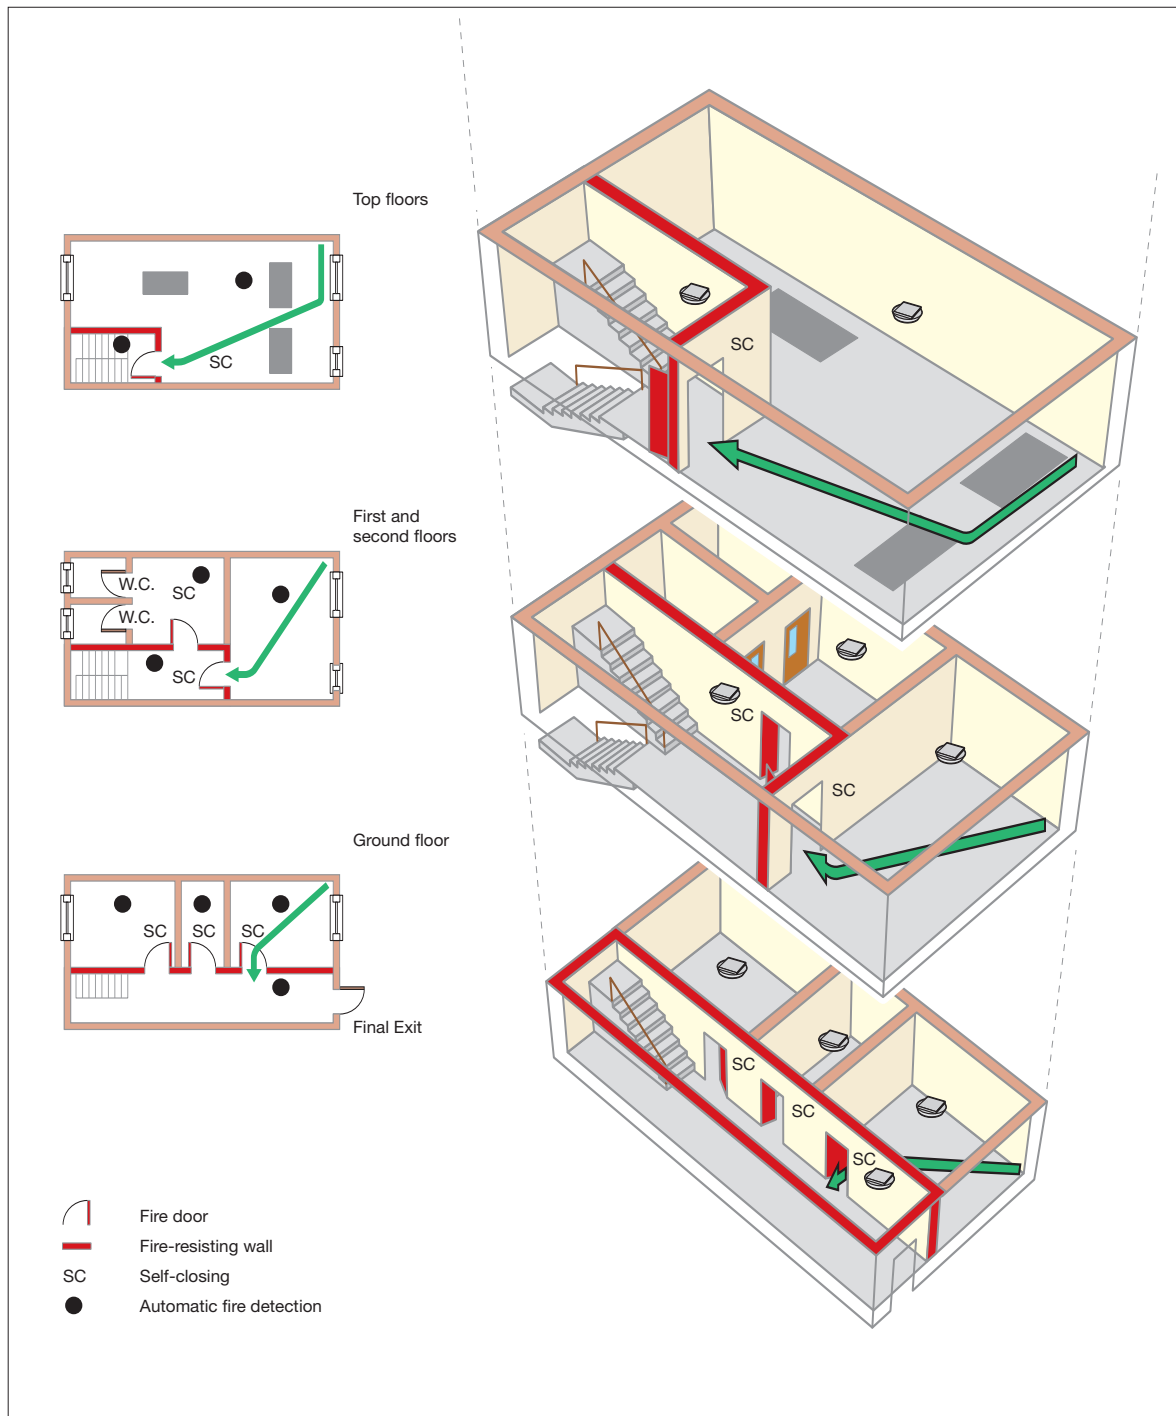 Top floors
SC
SC
First and
second floors
W.C.
SC
W.C.
SC
SC
SC
Ground floor
SC
SC
SC
Final Exit
SC
SC
SC
Fire door
Fire-resisting wall
SC
Self-closing
Automatic fire detection